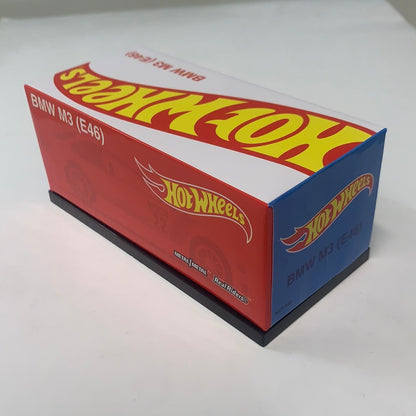 BMW M3 (E46)
HOT WHEELS
BMW M3 (E46)
HOT WHEELS
METAL/METAL
Real Riders
HOT WHEELS
BMW M3 (E46)